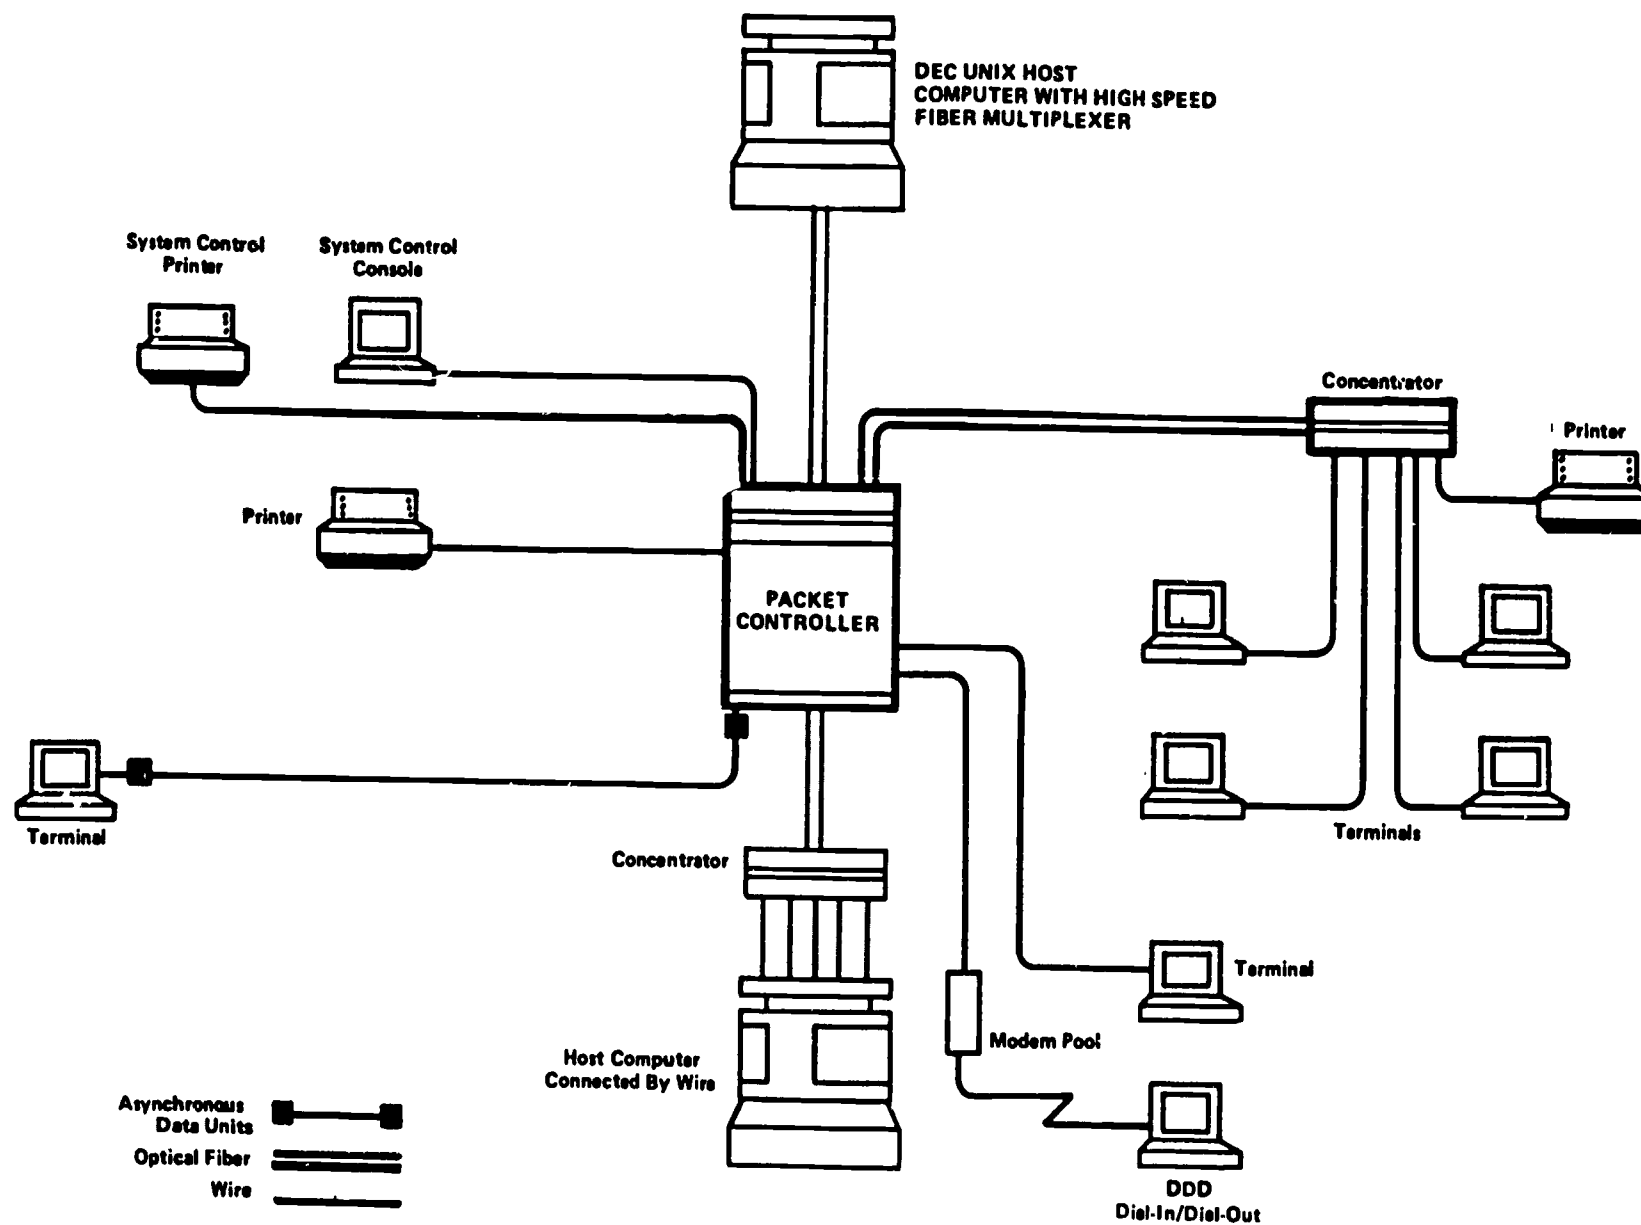 DEC UNIX HOST
COMPUTER WITH HIGH SPEED
FIBER MULTIPLEXER
System Control
Printer
System Control
Console
Concentrator
Printer
Printer
PACKET
CONTROLLER
Terminal
Terminals
Concentrator
Terminal
Modem Pool
Host Computer
Connected By Wire
Asynchronous
Data Units
Optical Fiber
Wire
DDD
Dial-In/Dial-Out